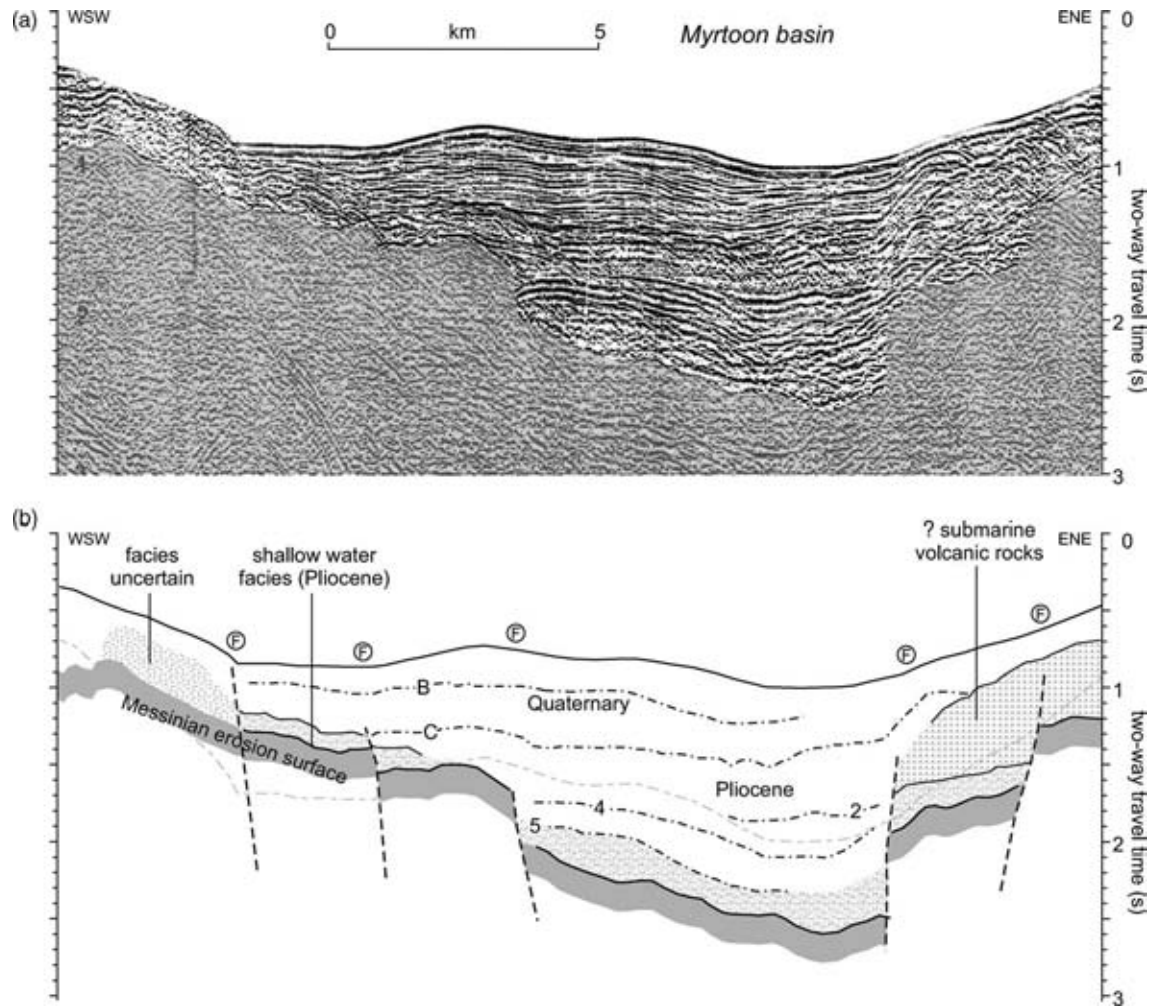 (a)
WSW
0 km 5
Myrtoon basin
ENE
0
1
2
3
two-way travel time (s)
(b)
WSW
ENE
0
1
2
3
two-way travel time (s)
facies
uncertain
shallow water
facies (Pliocene)
? submarine
volcanic rocks
F
F
F
F
F
B
Quaternary
C
Messinian erosion surface
Pliocene
4
2
5